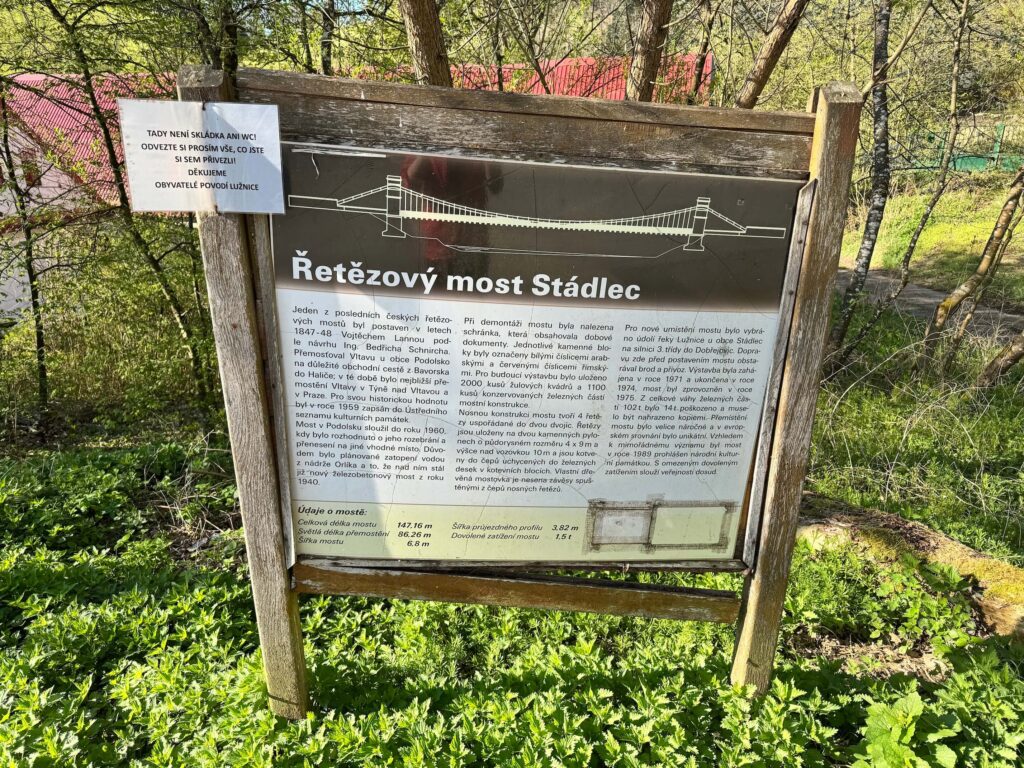 TADY NENÍ SKLÁDKA ANI WC!
ODVEZTE SI PROSÍM VŠE, CO JSTE
SI SEM PŘIVEZLI!
DĚKUJEME
OBYVATELÉ POVODÍ LUŽNICE
Řetězový most Stádlec
Jeden z posledních českých řetězo-
vých mostů byl postaven v letech
1847-48 Vojtěchem Lannou pod-
le návrhu Ing. Bedřicha Schnircha.
Přemosťoval Vltavu u obce Podolsko
na důležité obchodní cestě z Bavorska
do Haliče; v té době bylo nejbližší pře-
mostění Vltavy v Týně nad Vltavou a
v Praze. Pro svou historickou hodnotu
byl v roce 1959 zapsán do Ústředního
seznamu kulturních památek.
Most v Podolsku sloužil do roku 1960,
kdy bylo rozhodnuto o jeho rozebrání a
přenesení na jiné vhodné místo. Důvo-
dem bylo plánované zatopení vodou
z nádrže Orlík a to, že nad ním stál
již nový železobetonový most z roku
1940.
Při demontáži mostu byla nalezena
schránka, která obsahovala dobové
dokumenty. Jednotlivé kamenné blo-
ky byly označeny bílými číslicemi arab-
skými a červenými číslicemi římský-
mi. Pro budoucí výstavbu bylo uloženo
2000 kusů žulových kvádrů a 1100
kusů konzervovaných železných částí
mostní konstrukce.
Nosnou konstrukci mostu tvoří 4 řetě-
zy uspořádané do dvou dvojic. Řetězy
jsou uloženy na dvou kamenných pylo-
nech o půdorysném rozměru 4 x 9 m a
výšce nad vozovkou 10 m a jsou kotve-
ny do čepů úchycených do železných
desek v kotevních blocích. Vlastní dře-
věná mostovka je nesena závěsy spuš-
těnými z čepů nosných řetězů.
Pro nové umístění mostu bylo vybrá-
no údolí řeky Lužnice u obce Stádlec
na silnici 3. třídy do Dobřejic. Dopra-
vu zde před postavením mostu obsta-
rával brod a přívoz. Výstavba byla zahá-
jena v roce 1971 a ukončena v roce
1974, most byl zprovozněn v roce
1975. Z celkové váhy železných čás-
tí 102 t bylo 14 t poškozeno a muse-
lo být nahrazeno kopiemi. Přemístění
mostu bylo velice náročné a v evrop-
ském srovnání bylo unikátní. Vzhledem
k mimořádnému významu byl most
v roce 1989 prohlášen národní kultur-
ní památkou. S omezeným dovoleným
zatížením slouží veřejnosti dosud.
Údaje o mostě:
Celková délka mostu 147,16 m
Světlá délka přemostění 86,26 m
Šířka mostu 6,8 m
Šířka průjezdného profilu 3,82 m
Dovolené zatížení mostu 1,5 t